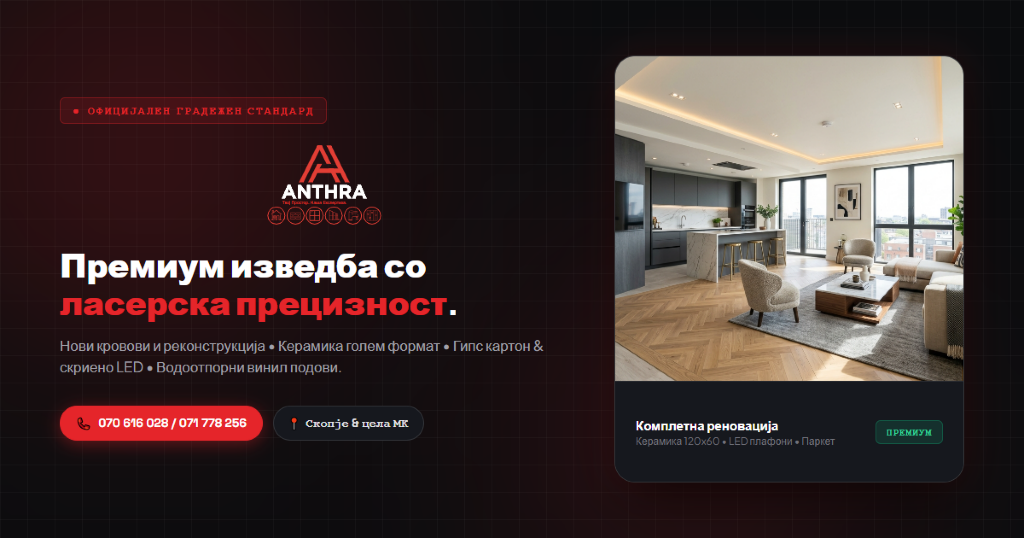 ОФИЦИЈАЛЕН ГРАДЕЖЕН СТАНДАРД
ANTHRA
Премиум изведба со
ласерска прецизност.
Нови кровови и реконструкција • Керамика голем формат • Гипс картон &
скриено LED • Водоотпорни винил подови.
070 616 028 / 071 778 256
Скопје & цела МК
Комплетна реновација
Керамика 120x60 • LED плафони • Паркет
ПРЕМИУМ